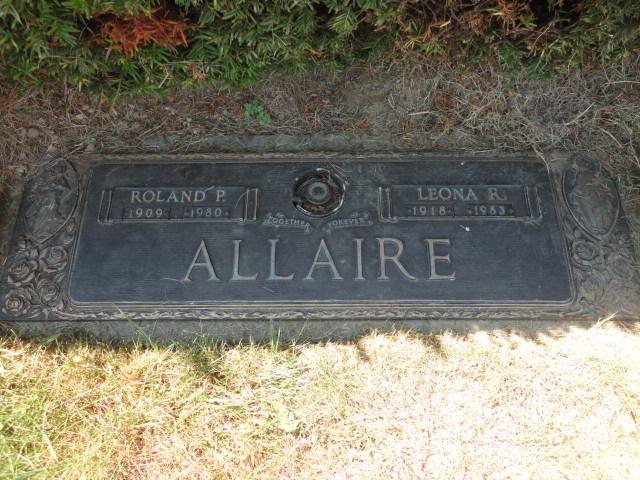 ROLAND P.
1909 1980
LEONA R.
1918 1983
TOGETHER FOREVER
ALLAIRE